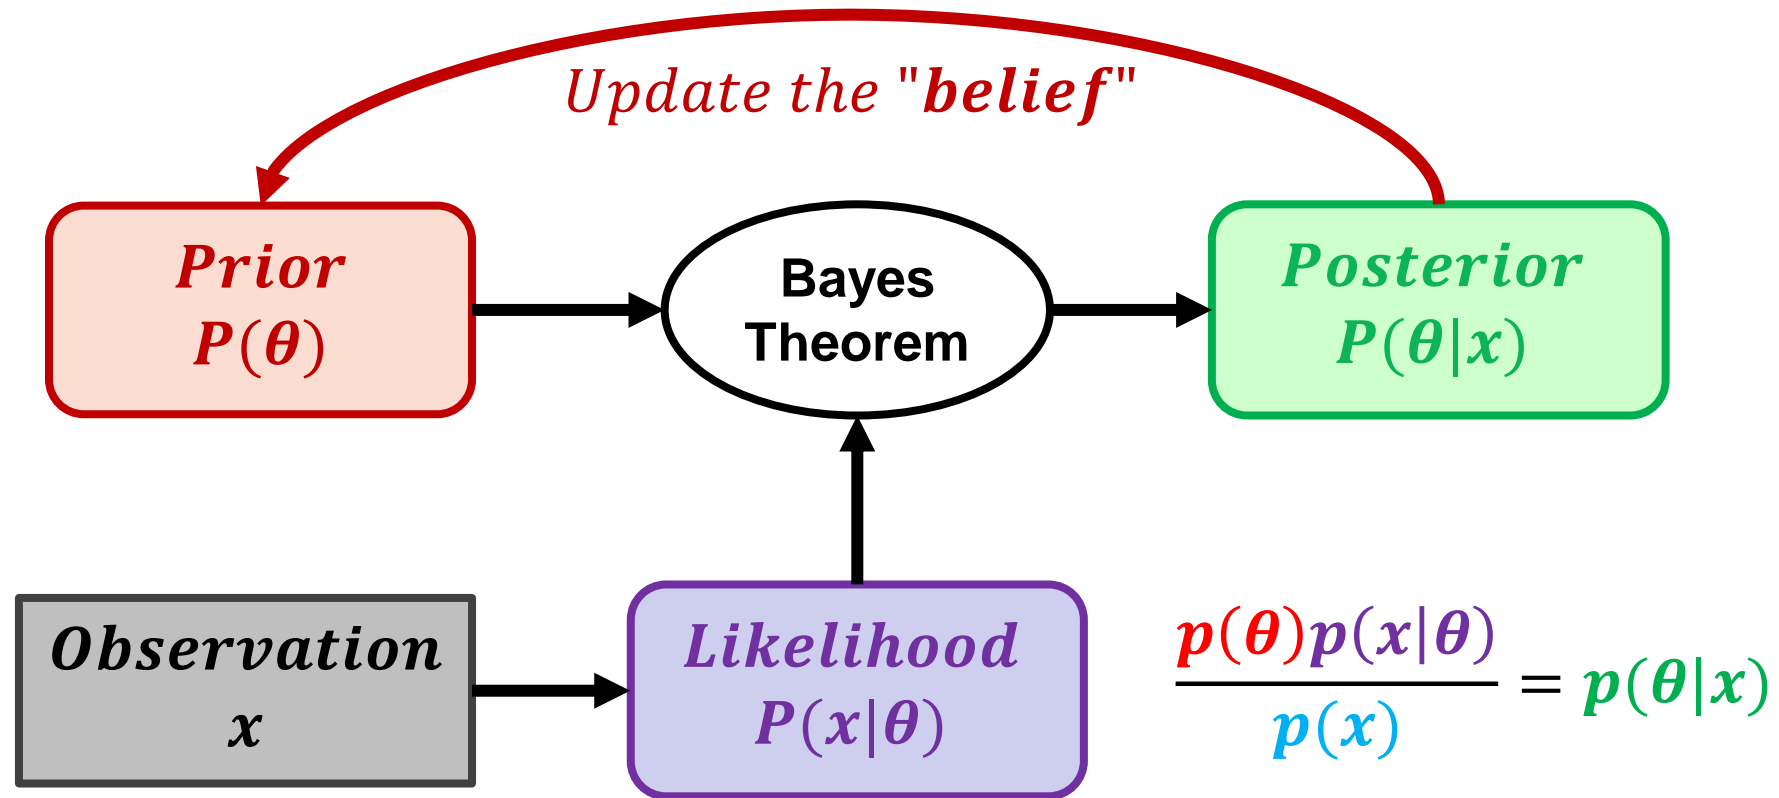 Update the "belief"
Prior
P(θ)
Bayes
Theorem
Posterior
P(θ|x)
Observation
x
Likelihood
P(x|θ)
p(θ)p(x|θ)
p(x)
= p(θ|x)